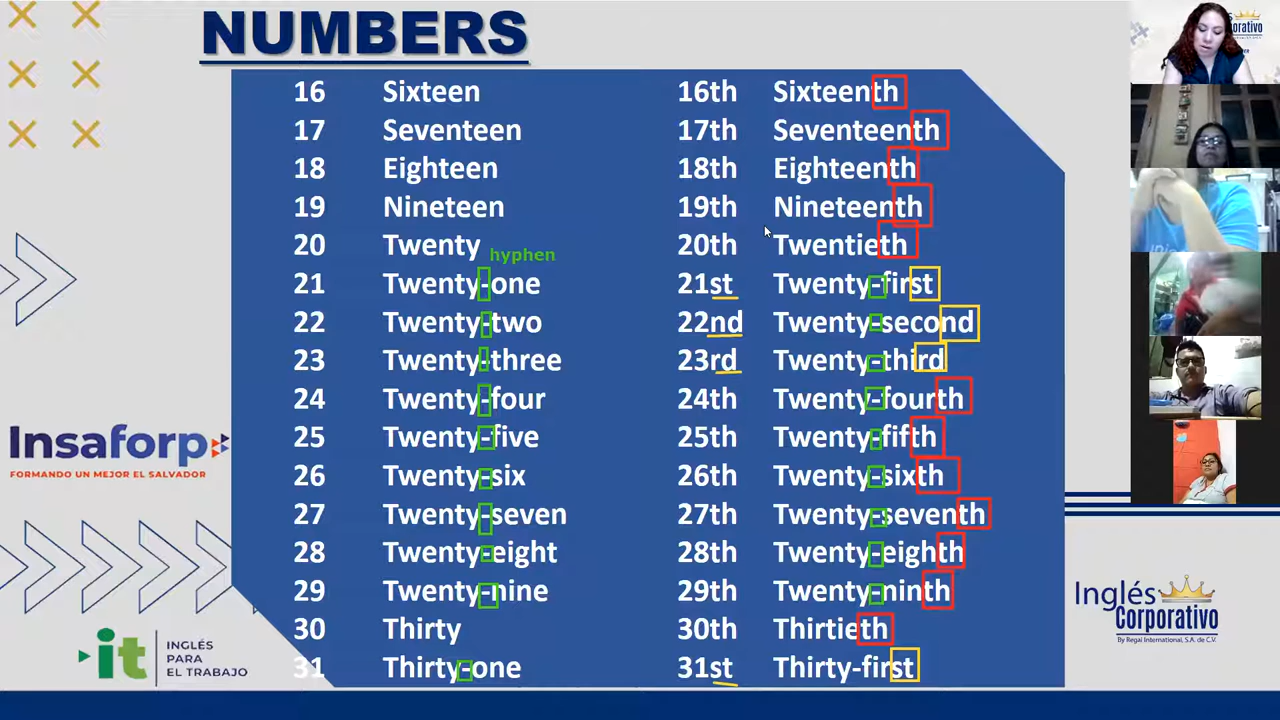 NUMBERS
16 Sixteen 16th Sixteenth
17 Seventeen 17th Seventeenth
18 Eighteen 18th Eighteenth
19 Nineteen 19th Nineteenth
20 Twenty 20th Twentieth
hyphen
21 Twenty-one 21st Twenty-first
22 Twenty-two 22nd Twenty-second
23 Twenty-three 23rd Twenty-third
24 Twenty-four 24th Twenty-fourth
25 Twenty-five 25th Twenty-fifth
26 Twenty-six 26th Twenty-sixth
27 Twenty-seven 27th Twenty-seventh
28 Twenty-eight 28th Twenty-eighth
29 Twenty-nine 29th Twenty-ninth
30 Thirty 30th Thirtieth
31 Thirty-one 31st Thirty-first
Insaforp
FORMANDO UN MEJOR EL SALVADOR
it
INGLÉS
PARA
EL TRABAJO
Inglés
Corporativo
By Regal International, S.A. de C.V.